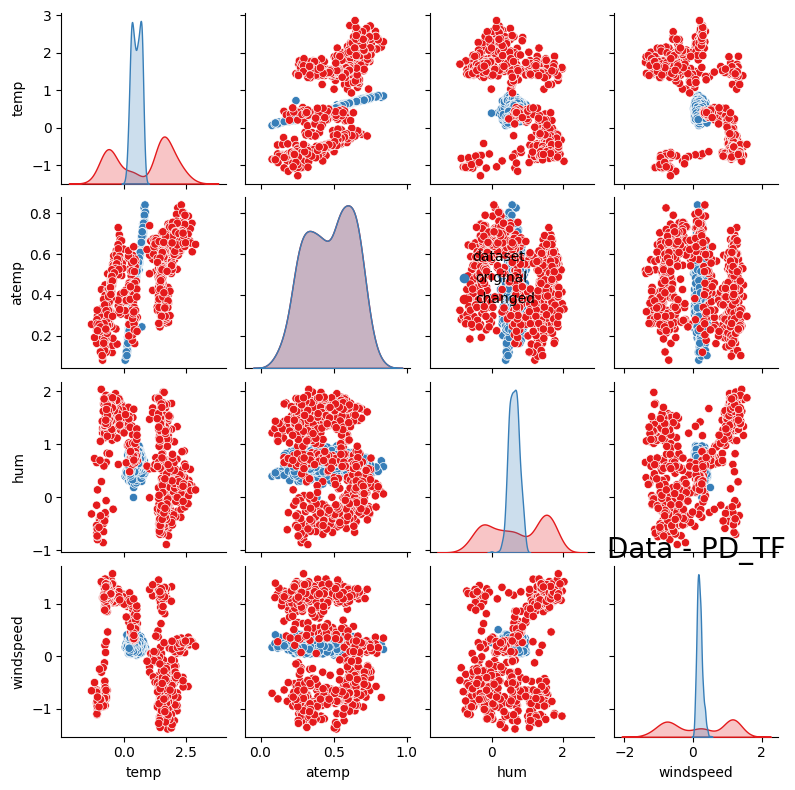 3
2
1
0
−1
temp
0.8
0.6
0.4
0.2
atemp
dataset
original
changed
2
1
0
−1
hum
Data - PD_TF
1
0
−1
windspeed
0.0 2.5 0.0 0.5 1.0 0 2 −2 0 2
temp atemp hum windspeed